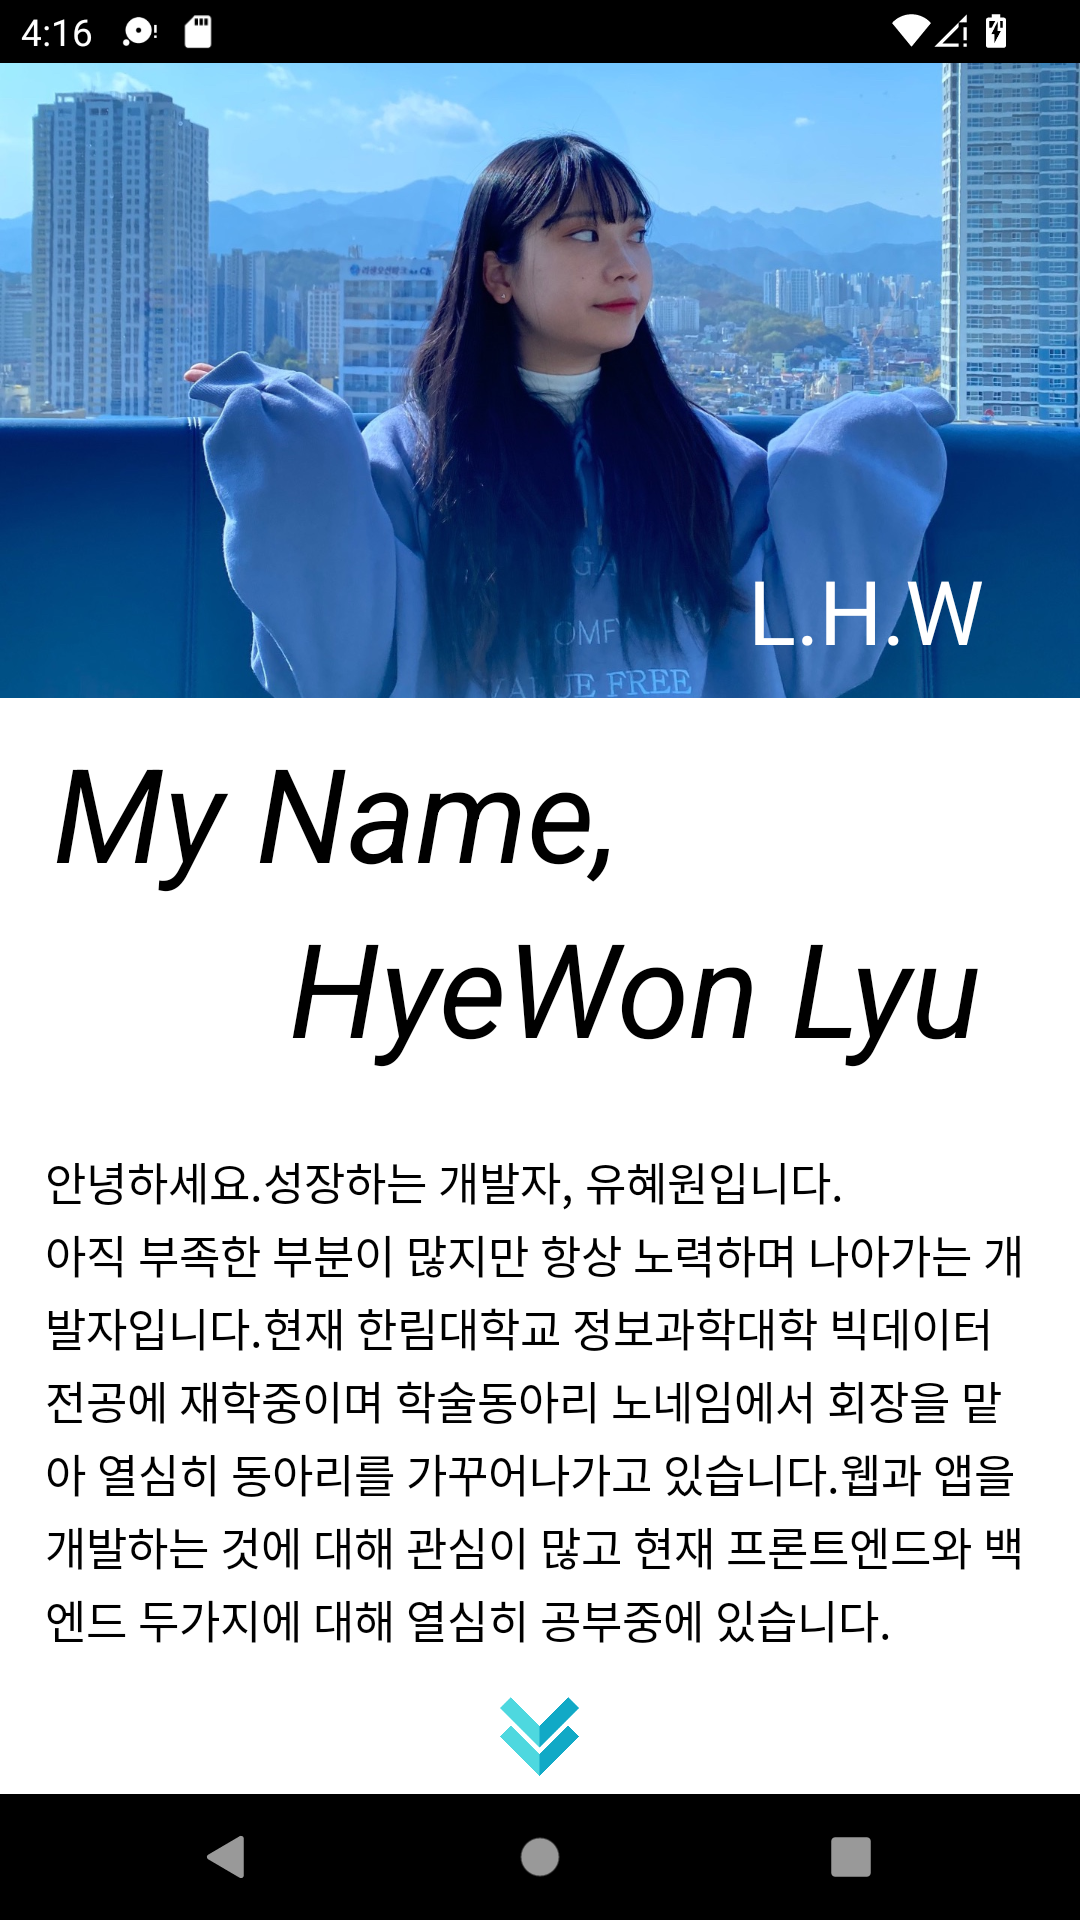 4:16
L.H.W
COMFY
VALUE FREE
My Name,
HyeWon Lyu
안녕하세요.성장하는 개발자, 유혜원입니다.
아직 부족한 부분이 많지만 항상 노력하며 나아가는 개
발자입니다.현재 한림대학교 정보과학대학 빅데이터
전공에 재학중이며 학술동아리 노네임에서 회장을 맡
아 열심히 동아리를 가꾸어나가고 있습니다.웹과 앱을
개발하는 것에 대해 관심이 많고 현재 프론트엔드와 백
엔드 두가지에 대해 열심히 공부중에 있습니다.